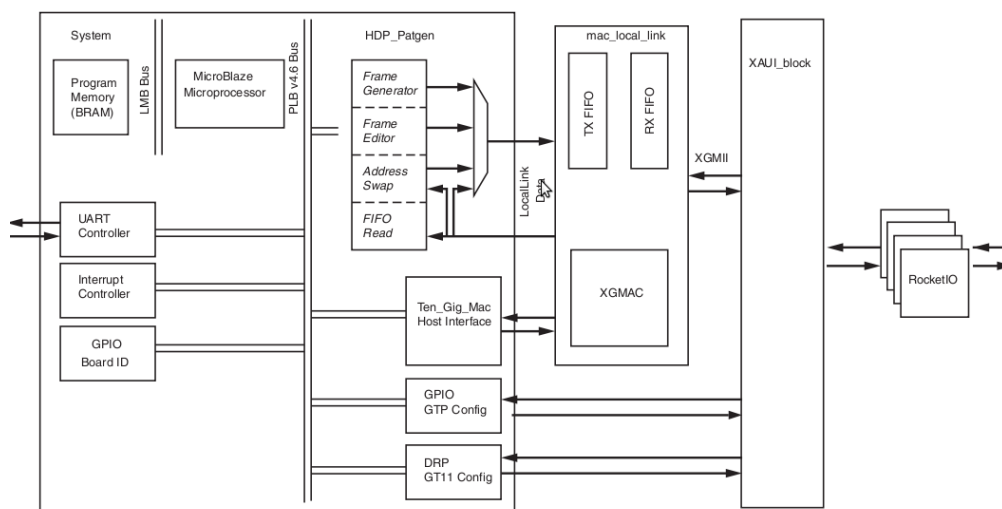 System
HDP_Patgen
mac_local_link
XAUI_block
Program
Memory
(BRAM)
LMB Bus
MicroBlaze
Microprocessor
PLB v4.6 Bus
Frame
Generator
Frame
Editor
Address
Swap
FIFO
Read
TX FIFO
RX FIFO
XGMII
LocalLink
Data
UART
Controller
Interrupt
Controller
GPIO
Board ID
Ten_Gig_Mac
Host Interface
XGMAC
RocketIO
GPIO
GTP Config
DRP
GT11 Config